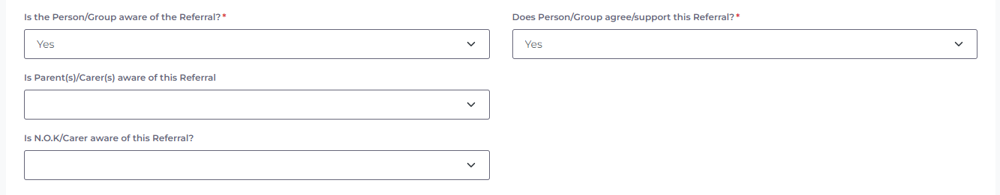 Is the Person/Group aware of the Referral?*
Does Person/Group agree/support this Referral?*
Yes
Yes
Is Parent(s)/Carer(s) aware of this Referral
Is N.O.K/Carer aware of this Referral?